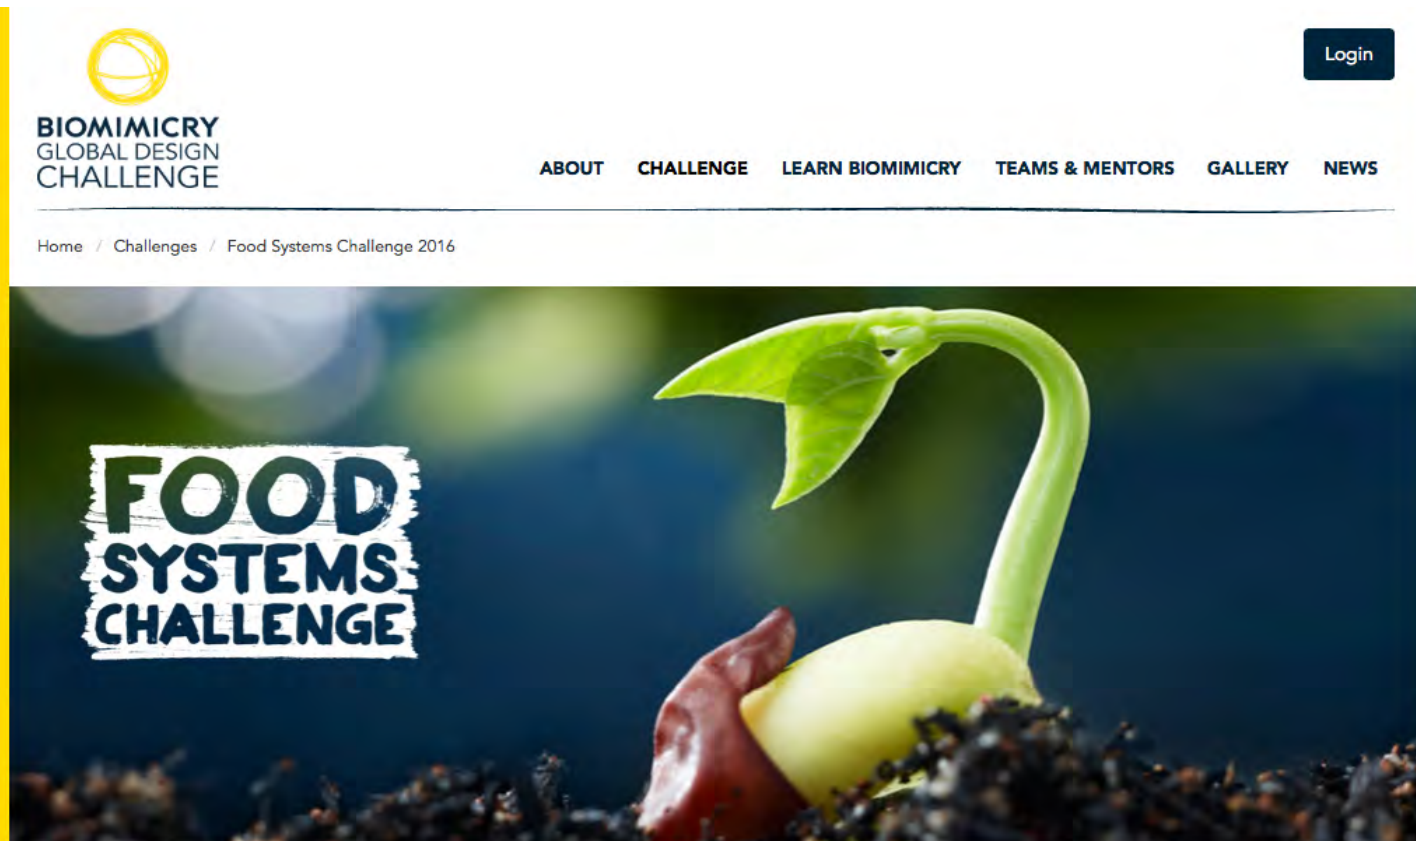 Login
BIOMIMICRY
GLOBAL DESIGN
CHALLENGE
ABOUT CHALLENGE LEARN BIOMIMICRY TEAMS & MENTORS GALLERY NEWS
Home / Challenges / Food Systems Challenge 2016
FOOD
SYSTEMS
CHALLENGE